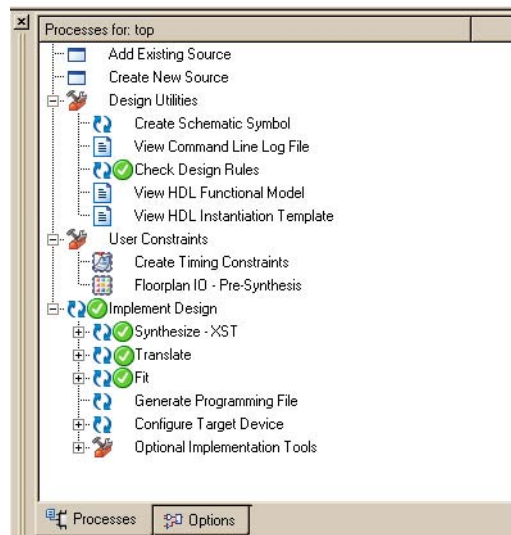 Processes for: top
Add Existing Source
Create New Source
Design Utilities
Create Schematic Symbol
View Command Line Log File
Check Design Rules
View HDL Functional Model
View HDL Instantiation Template
User Constraints
Create Timing Constraints
Floorplan IO - Pre-Synthesis
Implement Design
Synthesize - XST
Translate
Fit
Generate Programming File
Configure Target Device
Optional Implementation Tools
Processes Options